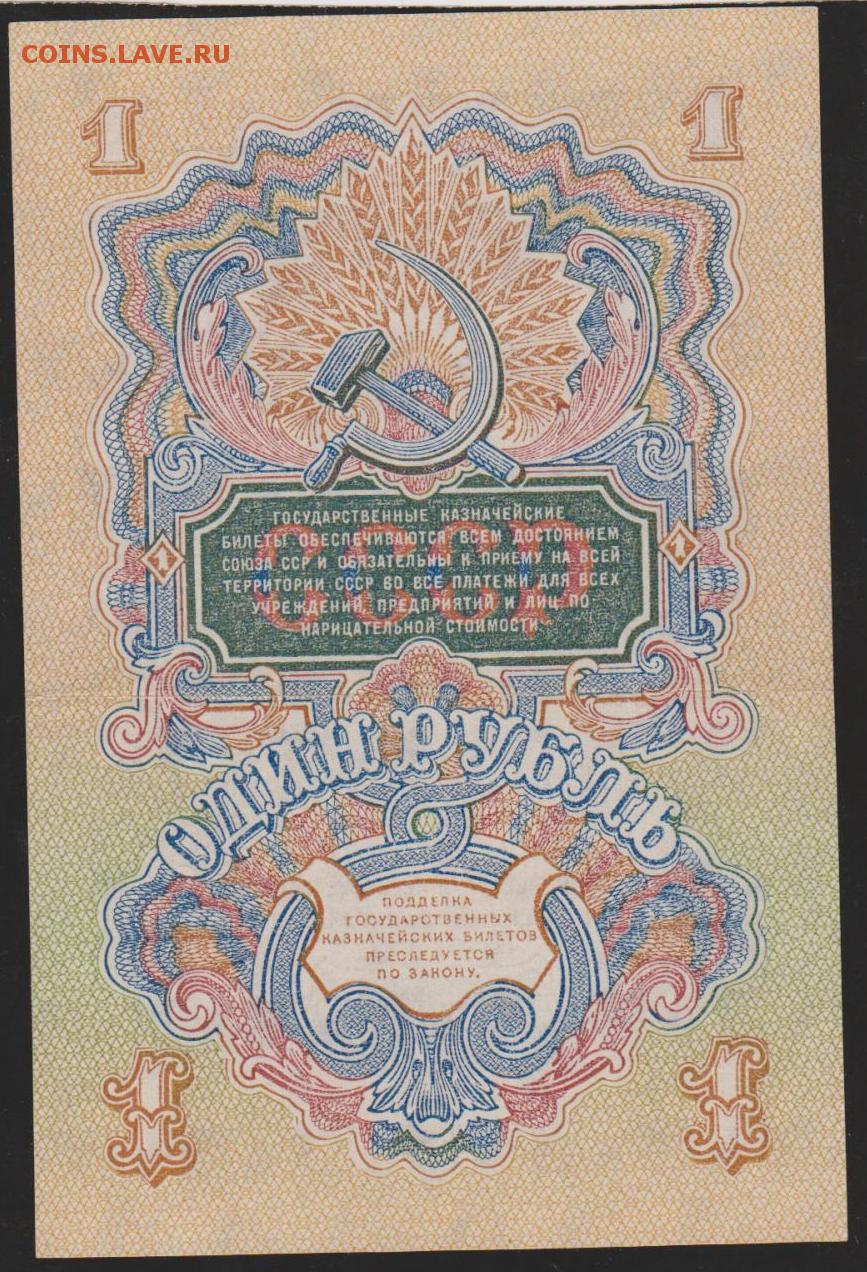 COINS.LAVE.RU
1 1
ГОСУДАРСТВЕННЫЕ КАЗНАЧЕЙСКИЕ
БИЛЕТЫ ОБЕСПЕЧИВАЮТСЯ ВСЕМ ДОСТОЯНИЕМ
СОЮЗА ССР И ОБЯЗАТЕЛЬНЫ К ПРИЕМУ НА ВСЕЙ
ТЕРРИТОРИИ СССР ВО ВСЕ ПЛАТЕЖИ ДЛЯ ВСЕХ
УЧРЕЖДЕНИЙ, ПРЕДПРИЯТИЙ И ЛИЦ ПО
НАРИЦАТЕЛЬНОЙ СТОИМОСТИ
СССР
1 1
ОДИН РУБЛЬ
ПОДДЕЛКА
ГОСУДАРСТВЕННЫХ
КАЗНАЧЕЙСКИХ БИЛЕТОВ
ПРЕСЛЕДУЕТСЯ
ПО ЗАКОНУ.
1 1